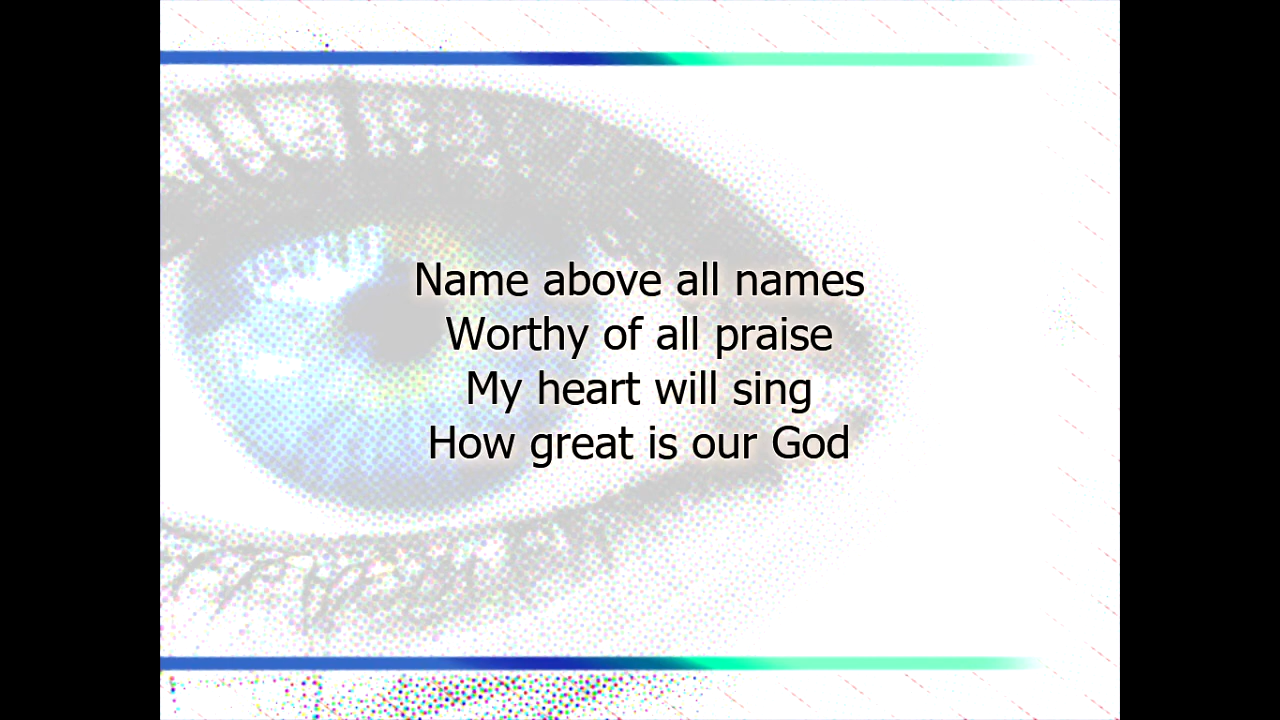 Name above all names
Worthy of all praise
My heart will sing
How great is our God